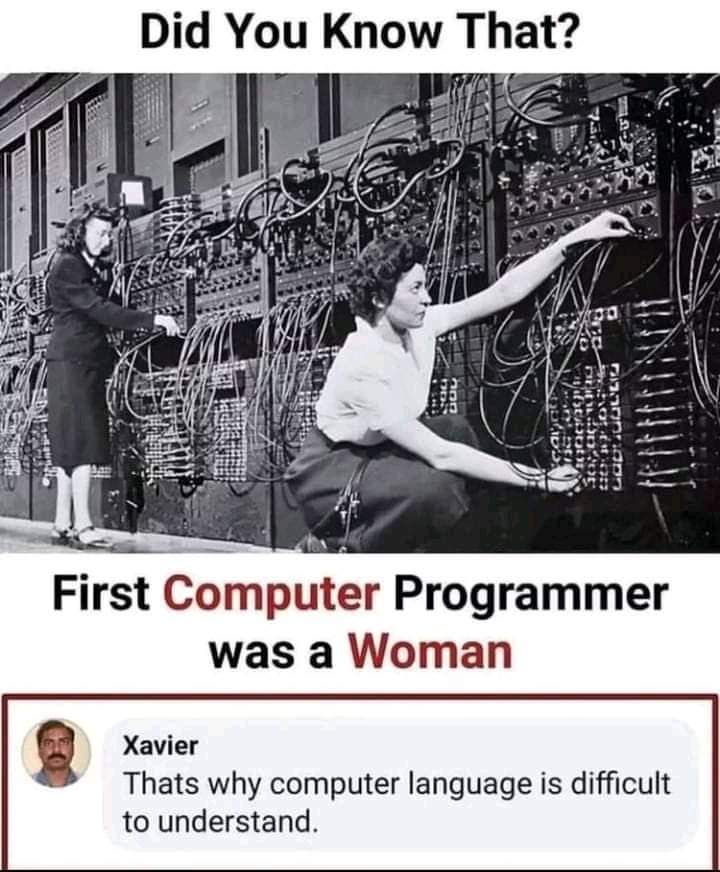 Did You Know That?
First Computer Programmer
was a Woman
Xavier
Thats why computer language is difficult
to understand.